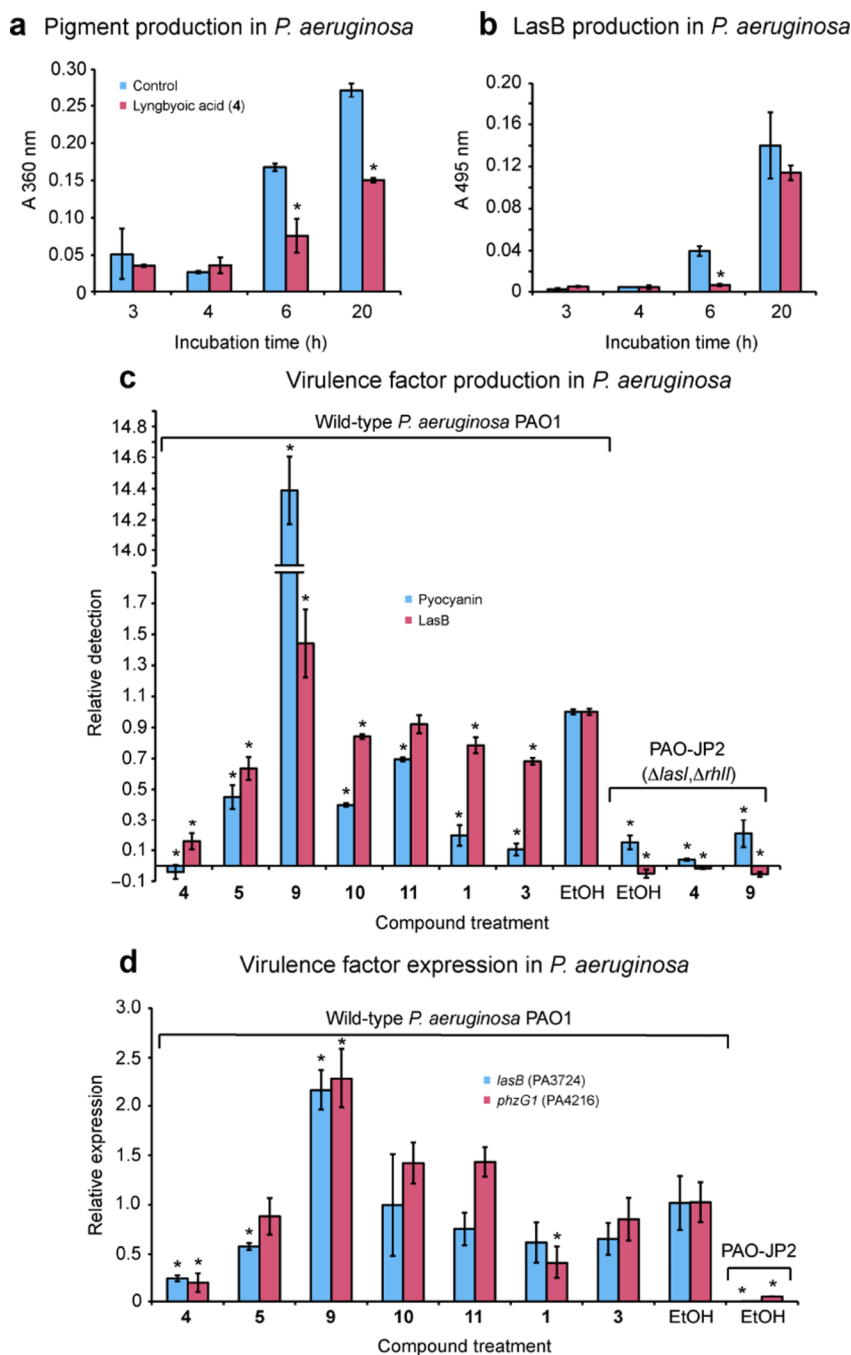 a Pigment production in P. aeruginosa
0.30
0.25
0.20
0.15
0.10
0.05
0
A 360 nm
Control
Lyngbyoic acid (4)
*
*
3 4 6 20
Incubation time (h)
b LasB production in P. aeruginosa
0.20
0.16
0.12
0.08
0.04
0
A 495 nm
*
3 4 6 20
Incubation time (h)
c Virulence factor production in P. aeruginosa
Wild-type P. aeruginosa PAO1
14.8
14.6
14.4
14.2
14.0
1.7
1.5
1.3
1.1
0.9
0.7
0.5
0.3
0.1
−0.1
Relative detection
Pyocyanin
LasB
PAO-JP2
(ΔlasI,ΔrhlI)
* * * * * * * * * * * * *
* * * * * *
4 5 9 10 11 1 3 EtOH EtOH 4 9
Compound treatment
d Virulence factor expression in P. aeruginosa
Wild-type P. aeruginosa PAO1
3.0
2.5
2.0
1.5
1.0
0.5
0
Relative expression
lasB (PA3724)
phzG1 (PA4216)
PAO-JP2
* * * * * * * *
4 5 9 10 11 1 3 EtOH EtOH
Compound treatment